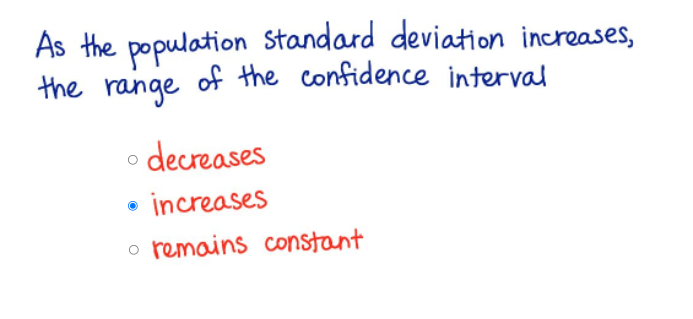 As the population standard deviation increases,
the range of the confidence interval
decreases
increases
remains constant